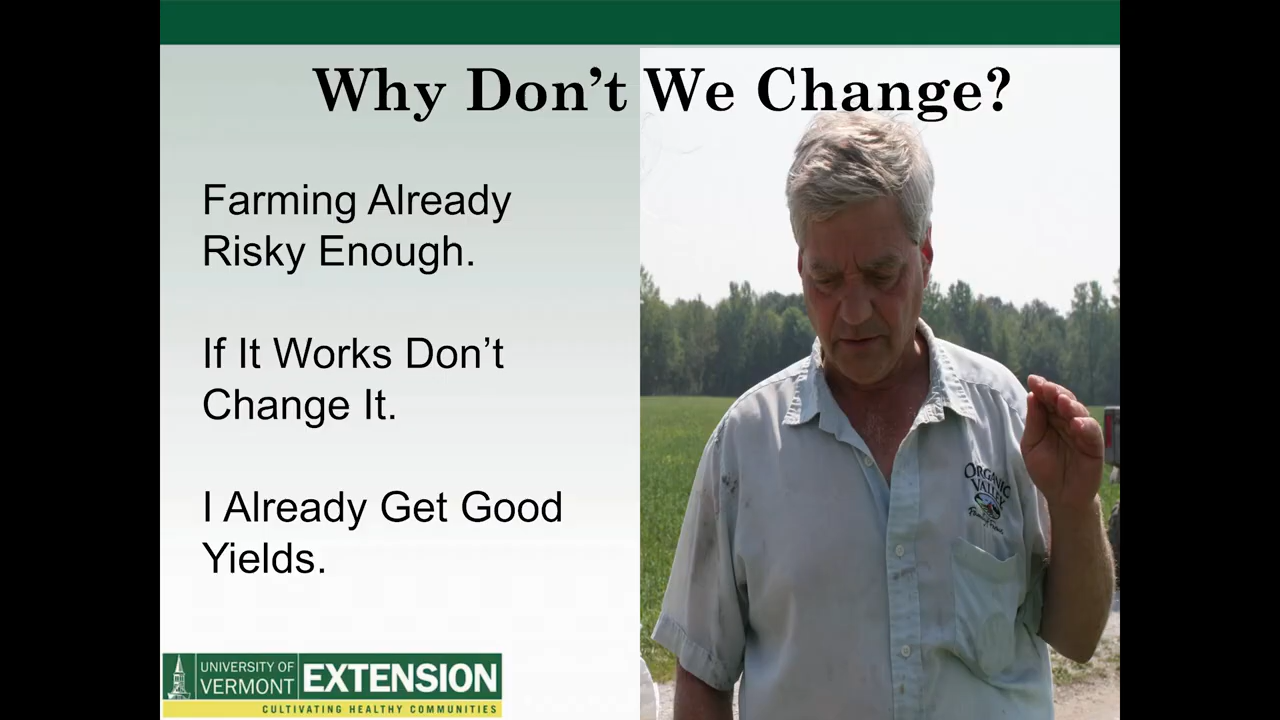 Why Don't We Change?
Farming Already
Risky Enough.
If It Works Don't
Change It.
I Already Get Good
Yields.
ORGANIC
VALLEY
UNIVERSITY OF
VERMONT
EXTENSION
CULTIVATING HEALTHY COMMUNITIES